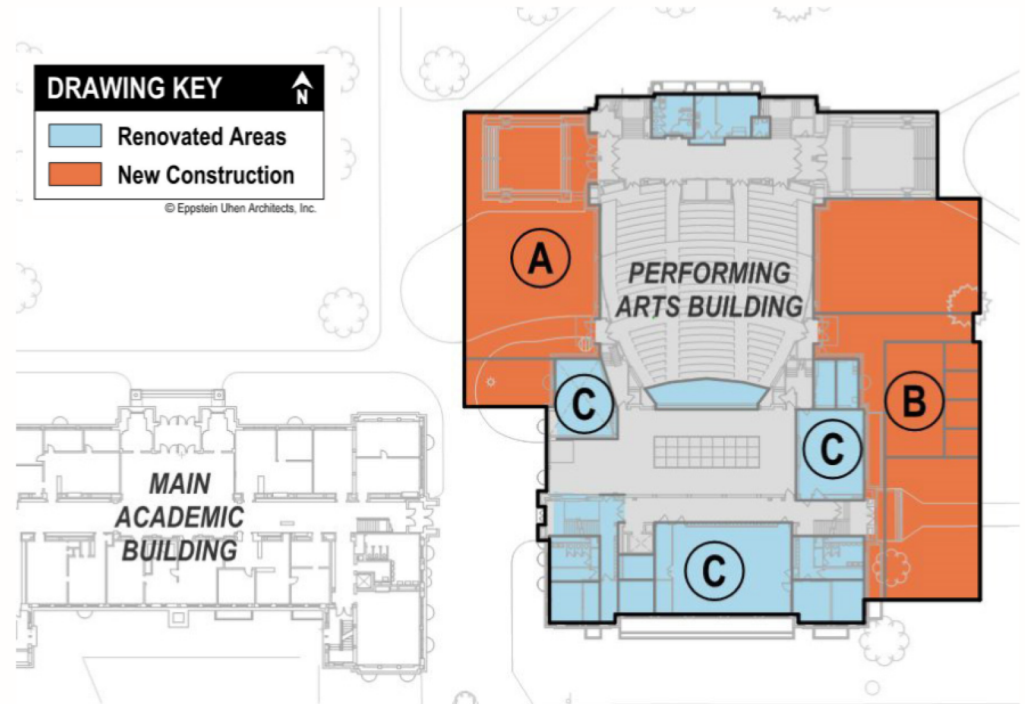 DRAWING KEY
N
Renovated Areas
New Construction
© Eppstein Uhen Architects, Inc.
A
PERFORMING
ARTS BUILDING
C
B
C
MAIN
ACADEMIC
BUILDING
C